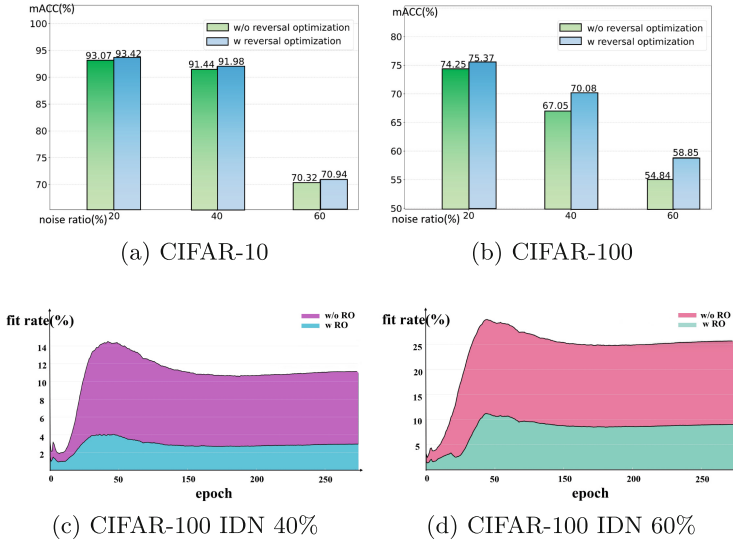 mACC(%)
100
95
90
85
80
75
70
w/o reversal optimization
w reversal optimization
93.07
93.42
91.44
91.98
70.32
70.94
noise ratio(%)
20
40
60
(a) CIFAR-10
mACC(%)
80
75
70
65
60
55
50
w/o reversal optimization
w reversal optimization
74.25
75.37
67.05
70.08
54.84
58.85
noise ratio(%)
20
40
60
(b) CIFAR-100
fit rate(%)
14
12
10
8
6
4
2
w/o RO
w RO
0
50
100
150
200
250
epoch
(c) CIFAR-100 IDN 40%
fit rate(%)
25
20
15
10
5
w/o RO
w RO
0
50
100
150
200
250
epoch
(d) CIFAR-100 IDN 60%